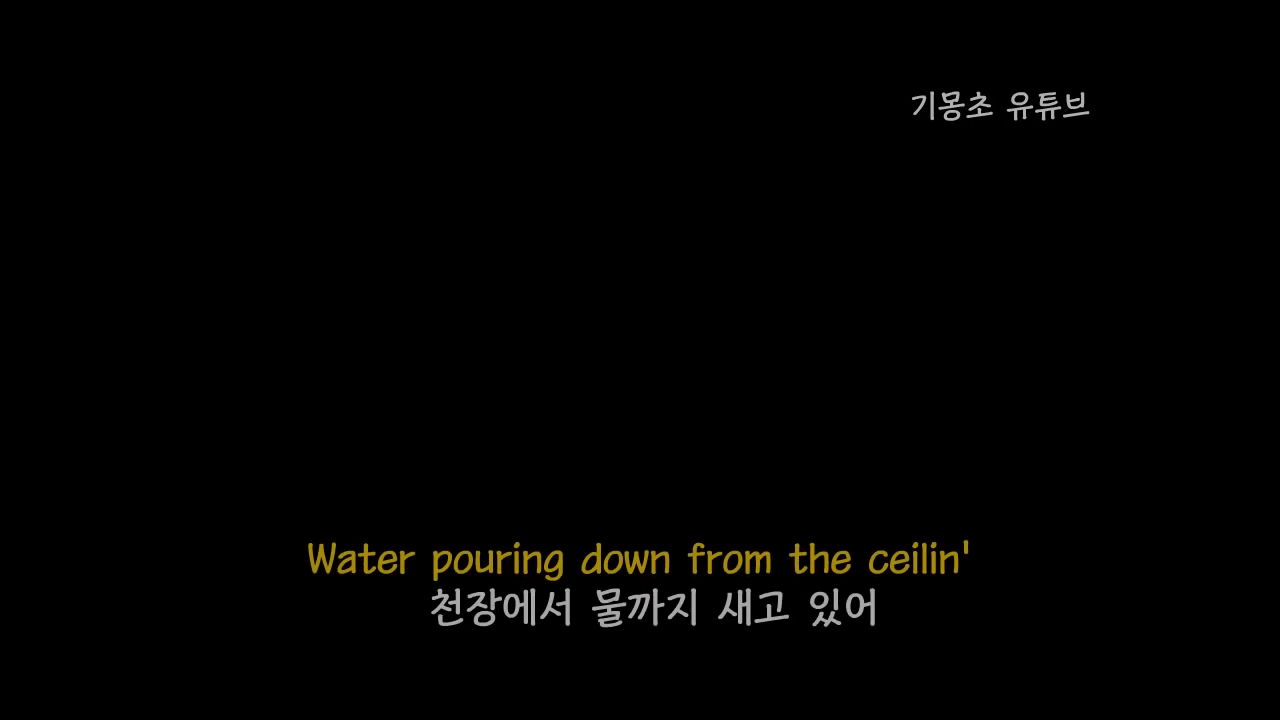 기몽초 유튜브
Water pouring down from the ceilin'
천장에서 물까지 새고 있어